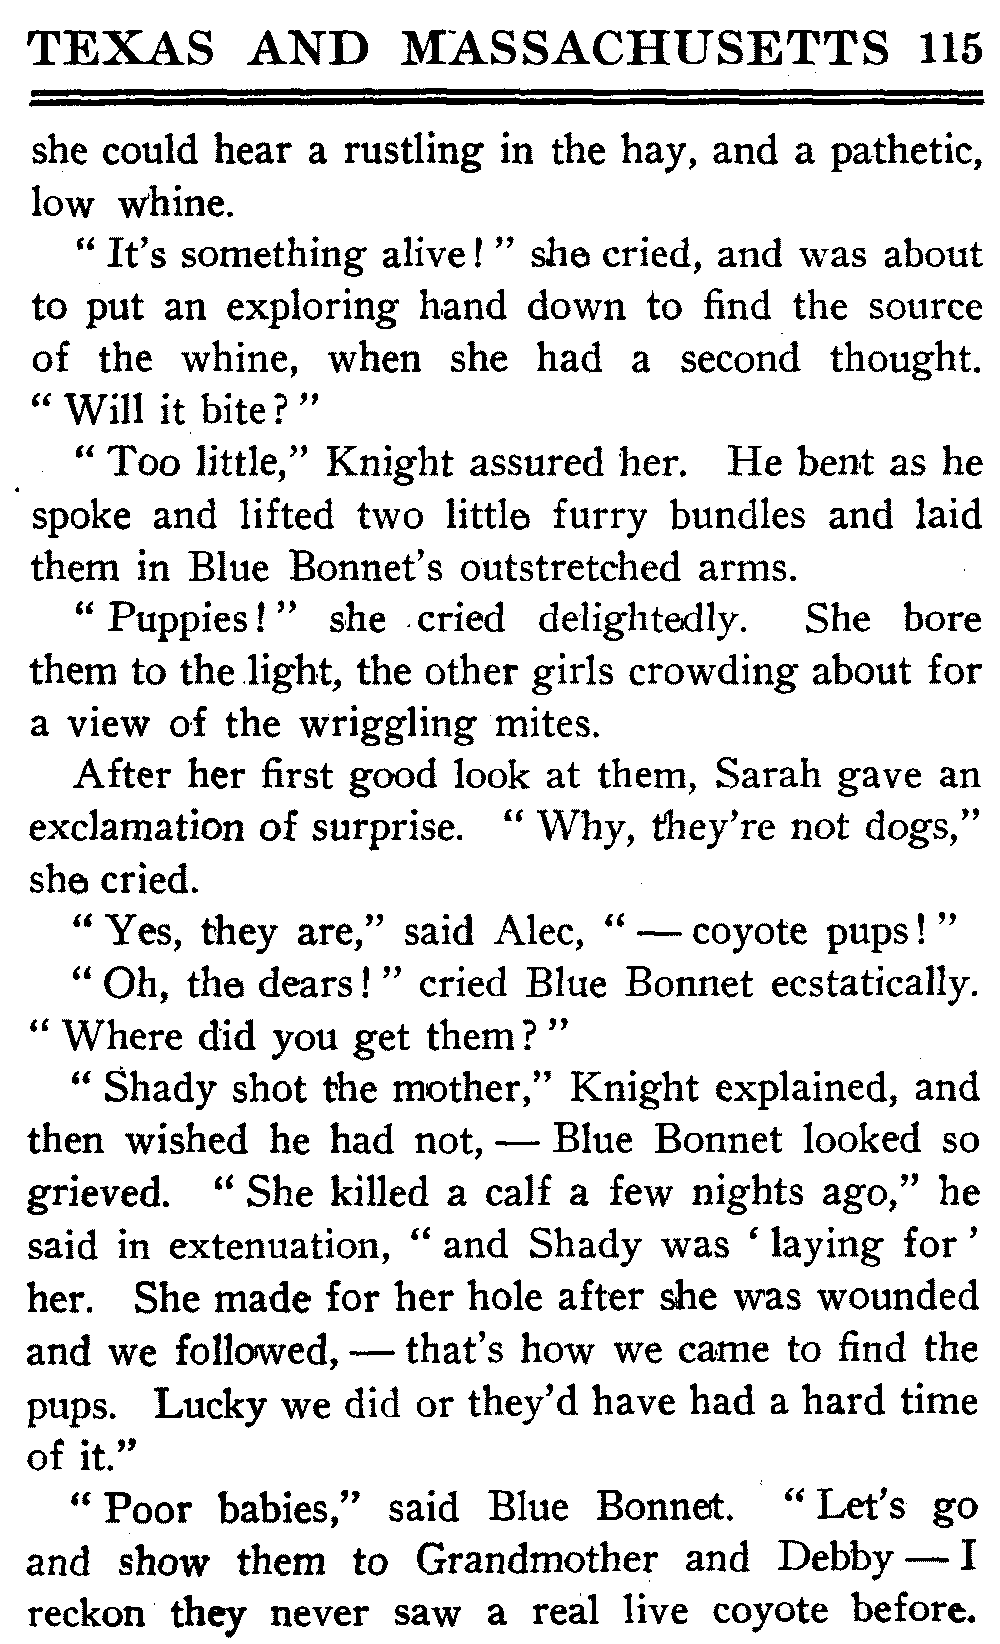 TEXAS AND MASSACHUSETTS 115
she could hear a rustling in the hay, and a pathetic,
low whine.
“ It's something alive! ” she cried, and was about
to put an exploring hand down to find the source
of the whine, when she had a second thought.
“ Will it bite? ”
“ Too little,” Knight assured her. He bent as he
spoke and lifted two little furry bundles and laid
them in Blue Bonnet's outstretched arms.
“ Puppies! ” she cried delightedly. She bore
them to the light, the other girls crowding about for
a view of the wriggling mites.
After her first good look at them, Sarah gave an
exclamation of surprise. “ Why, they're not dogs,”
she cried.
“ Yes, they are,” said Alec, “ — coyote pups! ”
“ Oh, the dears! ” cried Blue Bonnet ecstatically.
“ Where did you get them? ”
“ Shady shot the mother,” Knight explained, and
then wished he had not, — Blue Bonnet looked so
grieved. “ She killed a calf a few nights ago,” he
said in extenuation, “ and Shady was ‘ laying for ’
her. She made for her hole after she was wounded
and we followed, — that's how we came to find the
pups. Lucky we did or they'd have had a hard time
of it.”
“ Poor babies,” said Blue Bonnet. “ Let's go
and show them to Grandmother and Debby — I
reckon they never saw a real live coyote before.